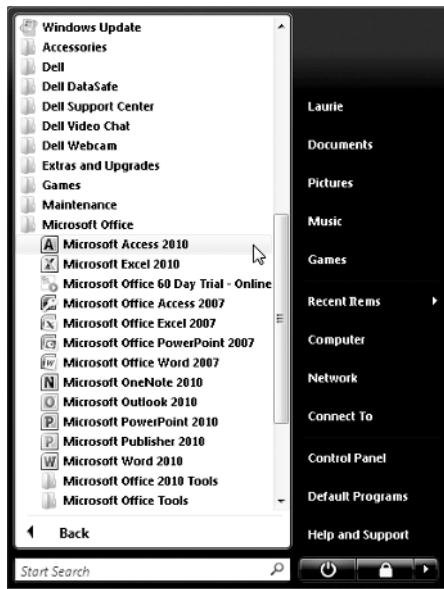 Windows Update
Accessories
Dell
Dell DataSafe
Dell Support Center
Dell Video Chat
Dell Webcam
Extras and Upgrades
Games
Maintenance
Microsoft Office
Microsoft Access 2010
Microsoft Excel 2010
Microsoft Office 60 Day Trial - Online
Microsoft Office Access 2007
Microsoft Office Excel 2007
Microsoft Office PowerPoint 2007
Microsoft Office Word 2007
Microsoft OneNote 2010
Microsoft Outlook 2010
Microsoft PowerPoint 2010
Microsoft Publisher 2010
Microsoft Word 2010
Microsoft Office 2010 Tools
Microsoft Office Tools
Back
Start Search
Laurie
Documents
Pictures
Music
Games
Recent Items
Computer
Network
Connect To
Control Panel
Default Programs
Help and Support